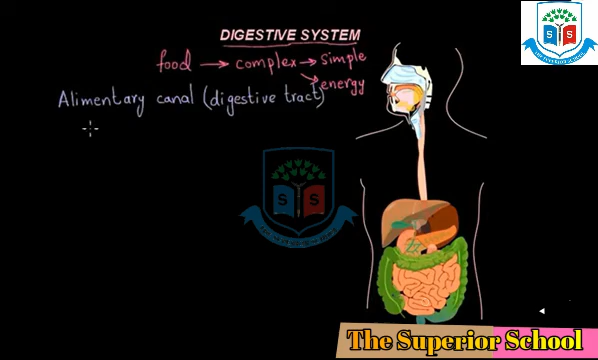 DIGESTIVE SYSTEM
food → complex → simple
energy
Alimentary canal (digestive tract)
S S
S S
The Superior School